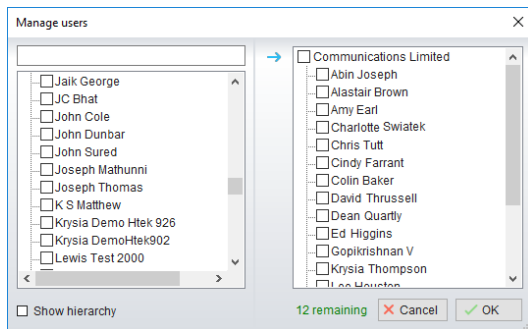 Manage users
Jaik George
JC Bhat
John Cole
John Dunbar
John Sured
Joseph Mathunni
Joseph Thomas
K S Matthew
Krysia Demo Htek 926
Krysia DemoHtek902
Lewis Test 2000
Show hierarchy
Communications Limited
Abin Joseph
Alastair Brown
Amy Earl
Charlotte Swiatek
Chris Tutt
Cindy Farrant
Colin Baker
David Thrussell
Dean Quartly
Ed Higgins
Gopikrishnan V
Krysia Thompson
Lee Houston
12 remaining
Cancel
OK